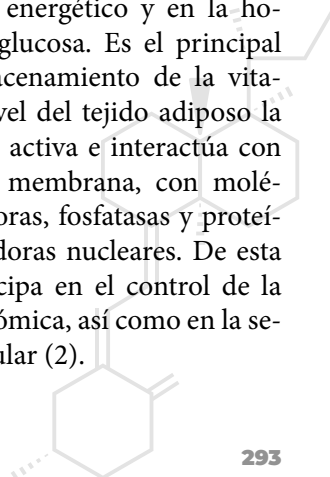 energético y en la ho-
glucosa. Es el principal
acenamiento de la vita-
vel del tejido adiposo la
activa e interactúa con
membrana, con molé-
oras, fosfatasas y proteí-
doras nucleares. De esta
cipa en el control de la
ómica, así como en la se-
ular (2).
293